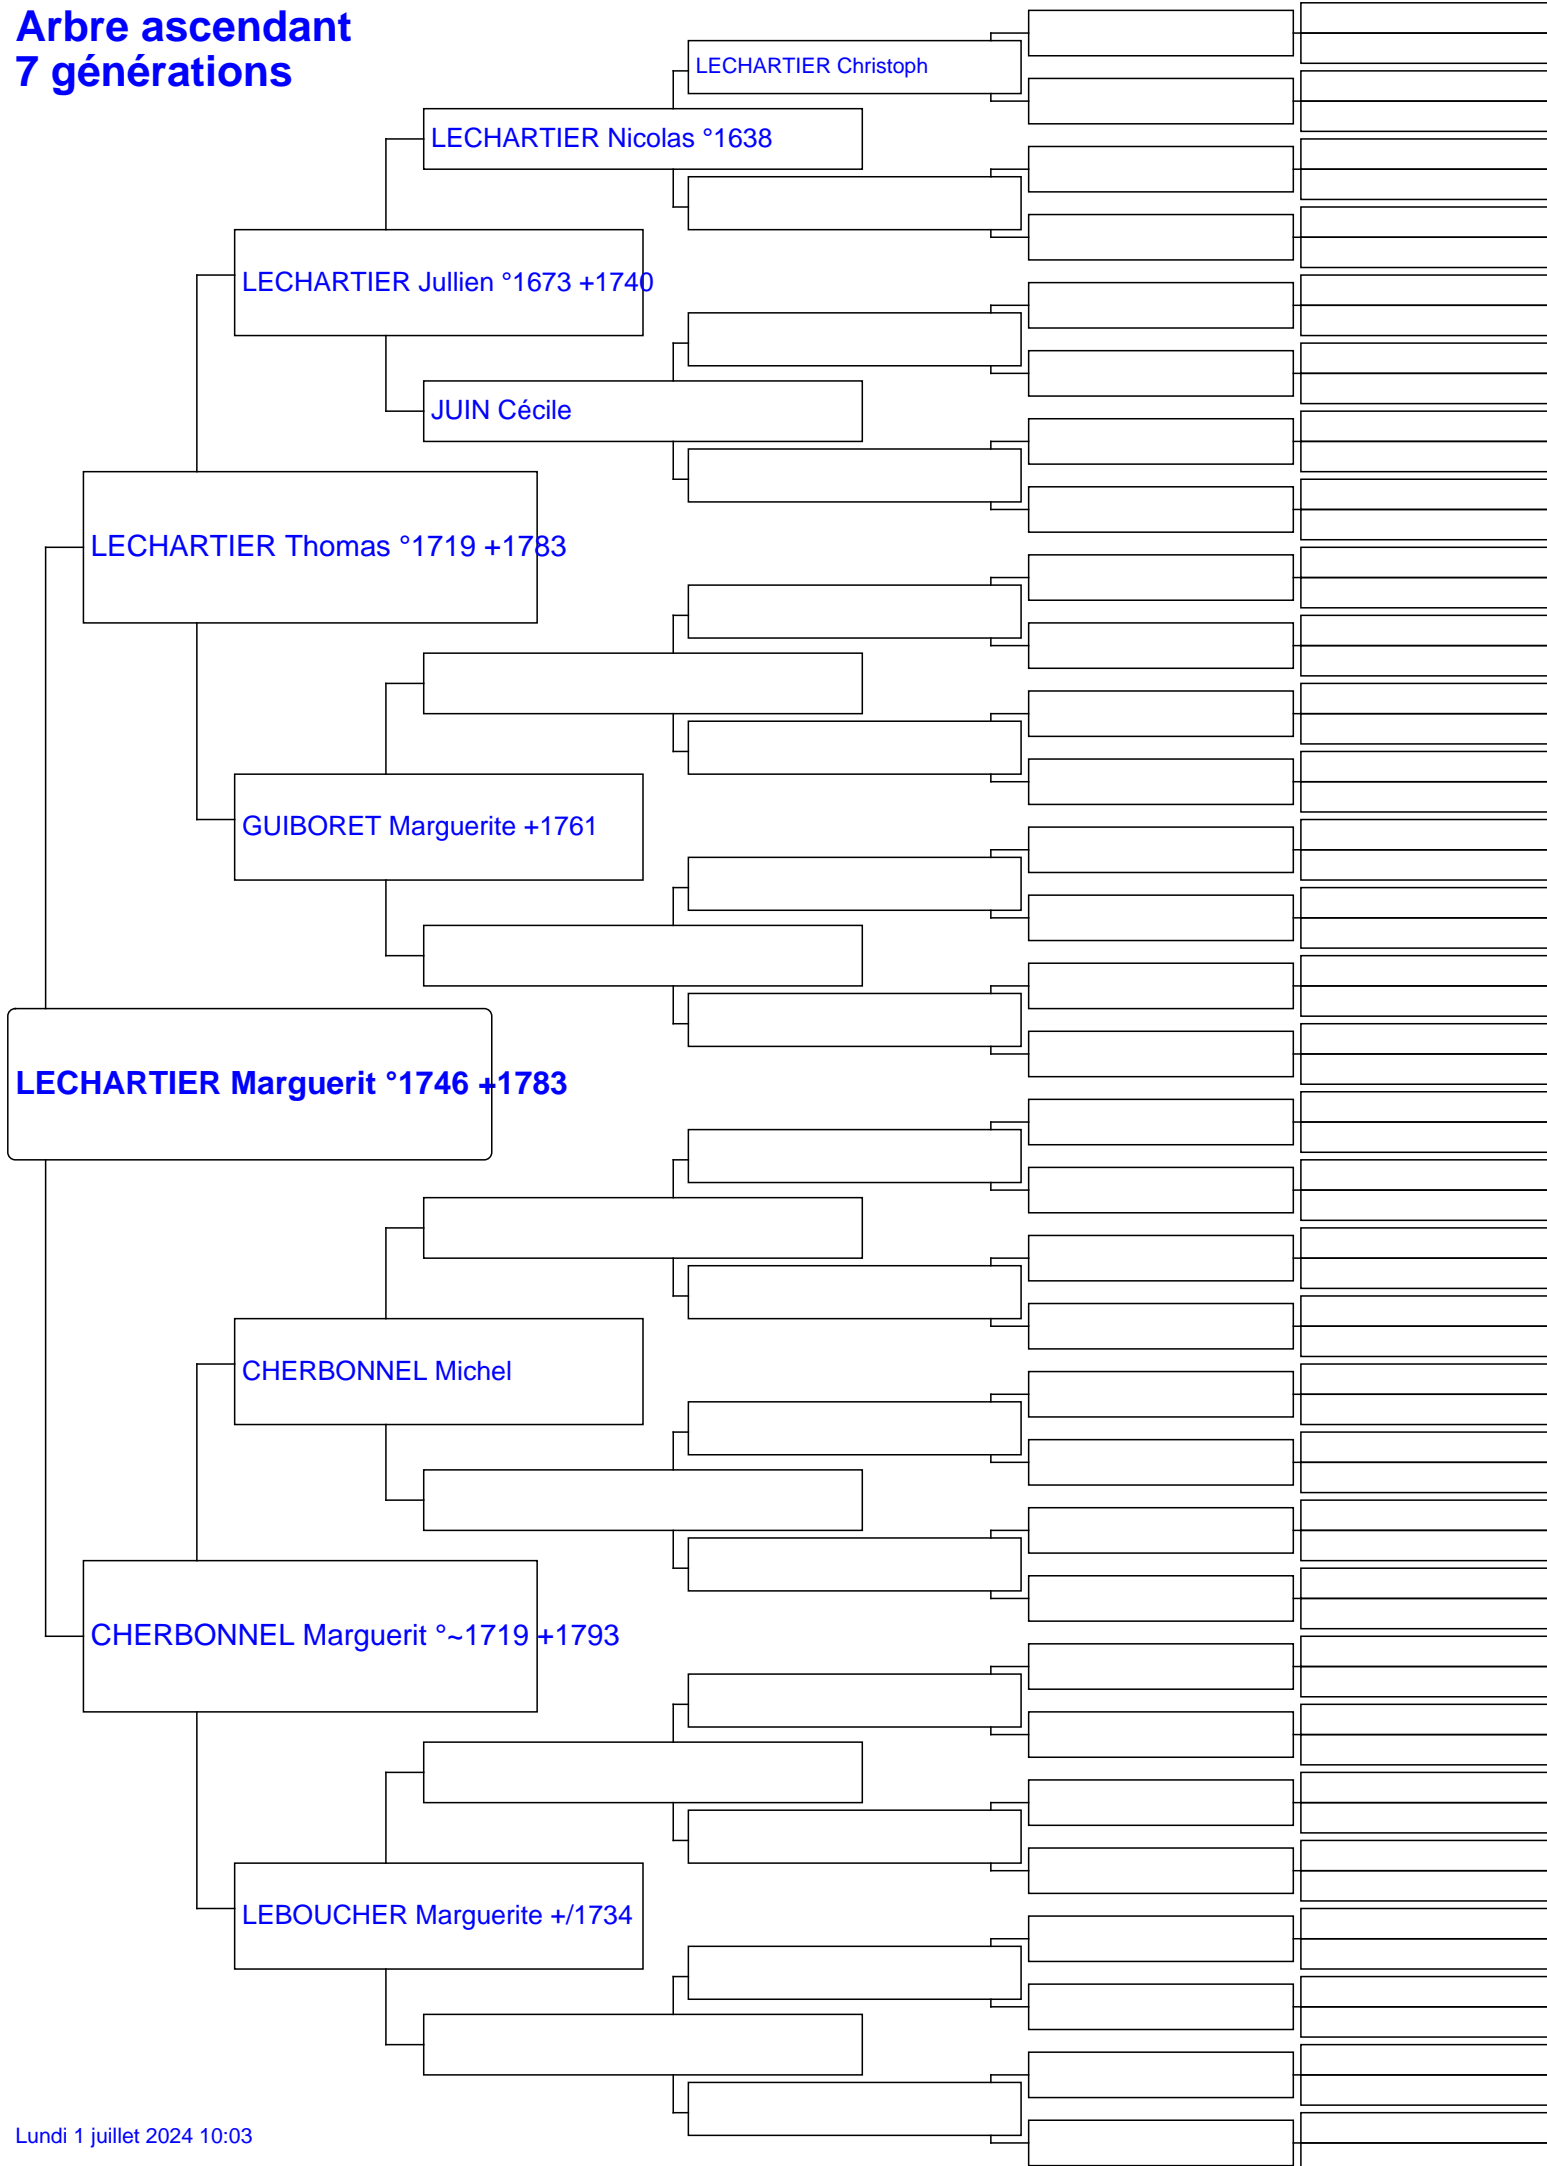 Arbre ascendant
7 générations
LECHARTIER Christoph
LECHARTIER Nicolas °1638
LECHARTIER Jullien °1673 +1740
JUIN Cécile
LECHARTIER Thomas °1719 +1783
GUIBORET Marguerite +1761
LECHARTIER Marguerit °1746 +1783
CHERBONNEL Michel
CHERBONNEL Marguerit °~1719 +1793
LEBOUCHER Marguerite +/1734
Lundi 1 juillet 2024 10:03